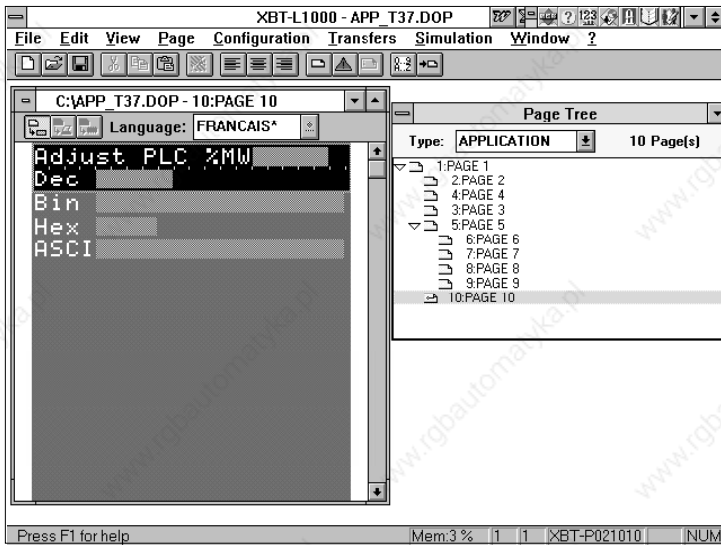 XBT-L1000 - APP_T37.DOP
File Edit View Page Configuration Transfers Simulation Window ?
C:\APP_T37.DOP - 10:PAGE 10
Language: FRANCAIS*
Adjust PLC %MW
Dec
Bin
Hex
ASCI
Page Tree
Type: APPLICATION 10 Page(s)
1:PAGE 1
2:PAGE 2
4:PAGE 4
3:PAGE 3
5:PAGE 5
6:PAGE 6
7:PAGE 7
8:PAGE 8
9:PAGE 9
10:PAGE 10
Press F1 for help Mem:3 % 1 1 XBT-P021010 NUM
www.rgbautomatyka.pl